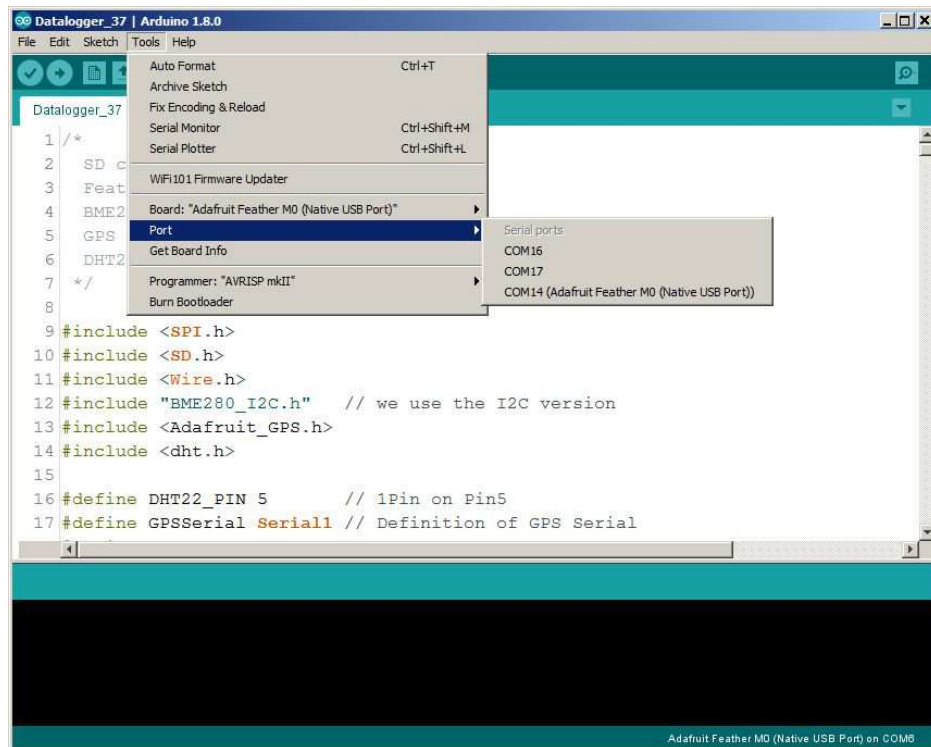 Datalogger_37 | Arduino 1.8.0
File Edit Sketch Tools Help
Auto Format Ctrl+T
Archive Sketch
Fix Encoding & Reload
Serial Monitor Ctrl+Shift+M
Serial Plotter Ctrl+Shift+L
WiFi101 Firmware Updater
Board: "Adafruit Feather M0 (Native USB Port)"
Port
Get Board Info
Programmer: "AVRISP mkII"
Burn Bootloader
Serial ports
COM16
COM17
COM14 (Adafruit Feather M0 (Native USB Port))
Datalogger_37
1 /*
2 SD c
3 Feat
4 BME2
5 GPS
6 DHT2
7 */
8
9 #include <SPI.h>
10 #include <SD.h>
11 #include <Wire.h>
12 #include "BME280_I2C.h" // we use the I2C version
13 #include <Adafruit_GPS.h>
14 #include <dht.h>
15
16 #define DHT22_PIN 5 // 1Pin on Pin5
17 #define GPSSerial Serial1 // Definition of GPS Serial
Adafruit Feather M0 (Native USB Port) on COM6